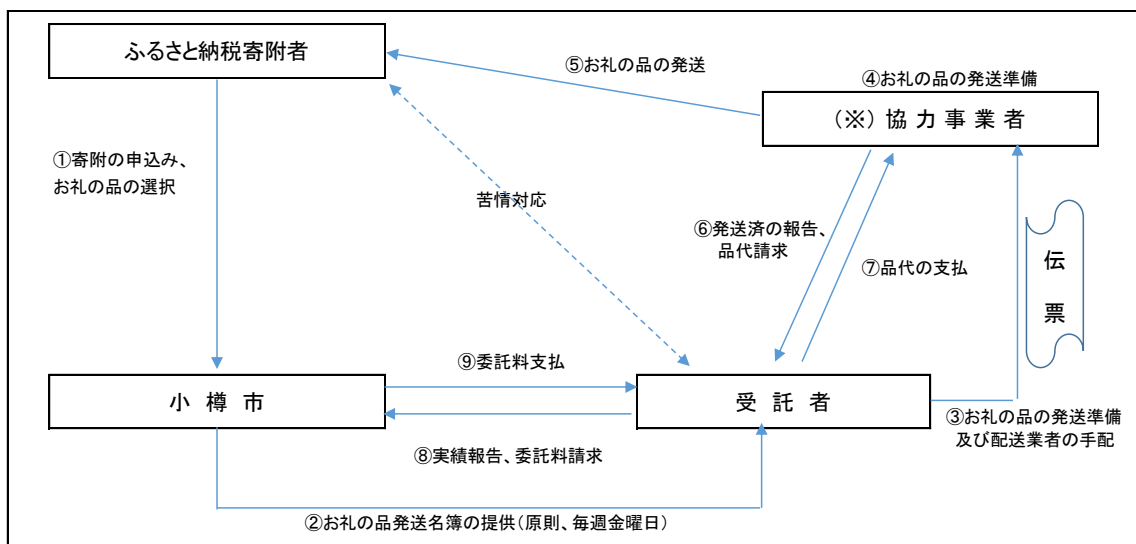 ふるさと納税寄附者
⑤お礼の品の発送
④お礼の品の発送準備
(※)協力事業者
①寄附の申込み、
お礼の品の選択
苦情対応
⑥発送済の報告、
品代請求
⑦品代の支払
伝
票
⑨委託料支払
小樽市
受託者
③お礼の品の発送準備
及び配送業者の手配
⑧実績報告、委託料請求
②お礼の品発送名簿の提供(原則、毎週金曜日)